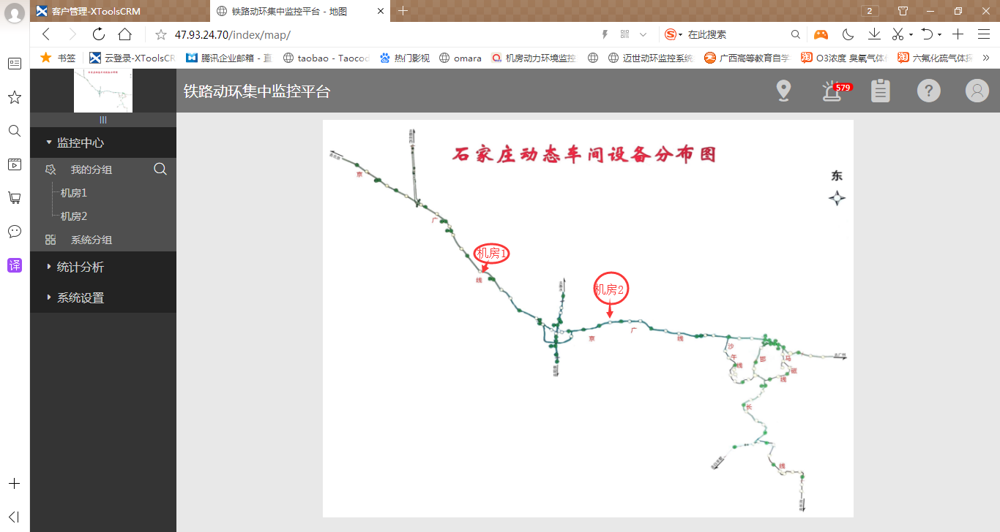 客户管理-XToolsCRM
铁路动环集中监控平台 - 地图
2
47.93.24.70/index/map/
在此搜索
书签
云登录-XToolsCR
腾讯企业邮箱 - 直
taobao - Taococ
热门影视
omara
机房动力环境监控
迈世动环监控系统
广西高等教育自学
O3浓度 臭氧气体
六氟化硫气体探
译
铁路动环集中监控平台
579
?
监控中心
我的分组
机房1
机房2
系统分组
统计分析
系统设置
石家庄动态车间设备分布图
东
京
广
线
机房1
机房2
京
广
线
沙
午
线
邯
马
磁
线
长
线